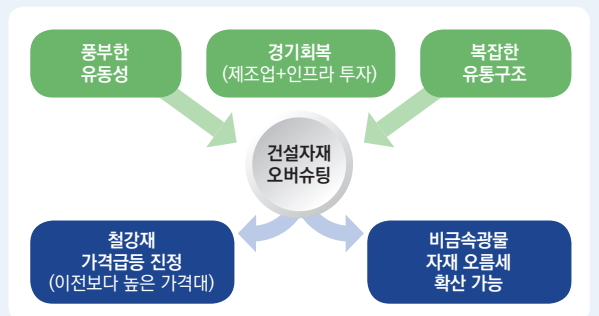 풍부한
유동성
경기회복
(제조업+인프라 투자)
복잡한
유통구조
건설자재
오버슈팅
철강재
가격급등 진정
(이전보다 높은 가격대)
비금속광물
자재 오름세
확산 가능